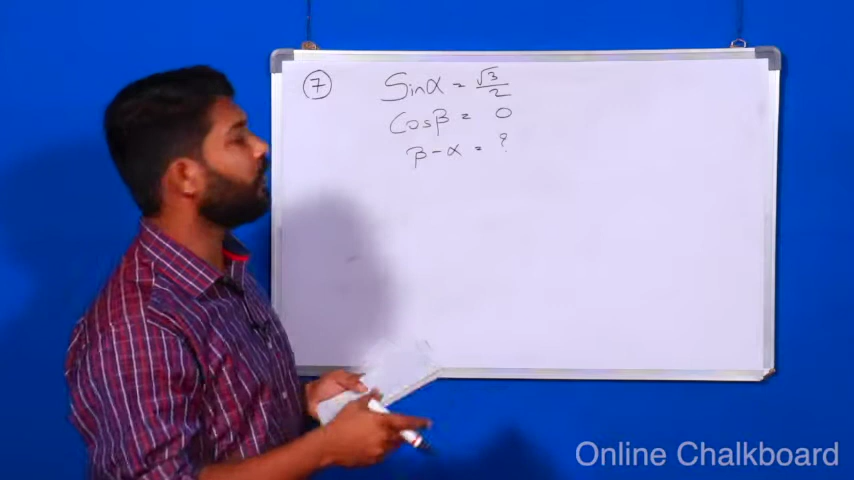 7 Sinα = √3/2
Cosβ = 0
β-α = ?
Online Chalkboard